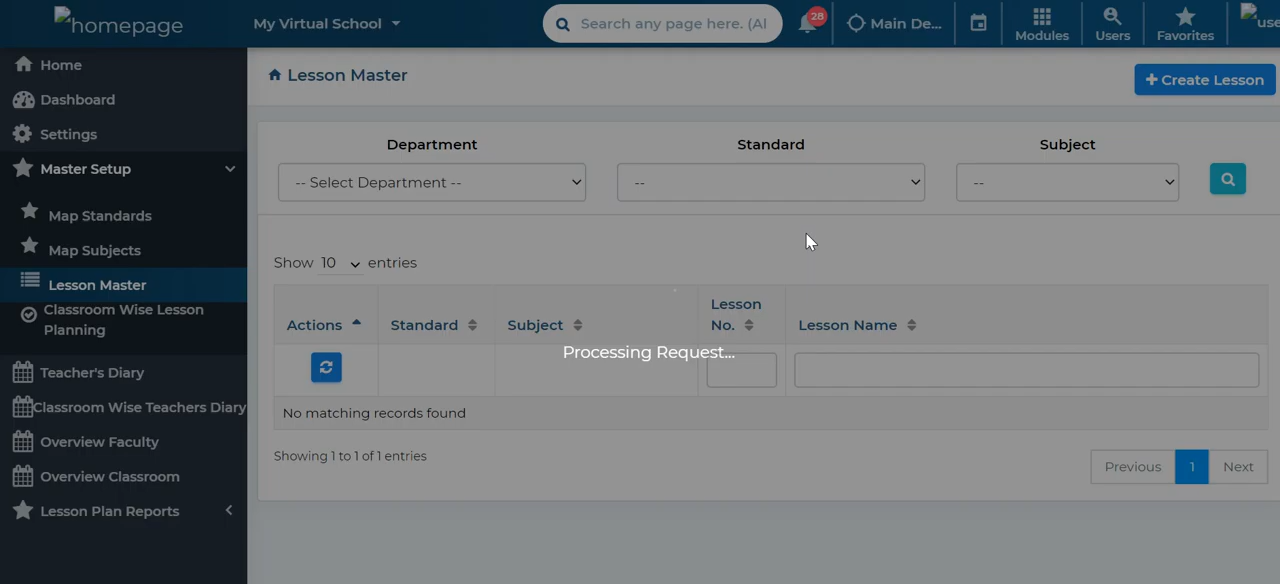 homepage
My Virtual School
Search any page here. (Al
28
Main De...
Modules
Users
Favorites
use
Home
Dashboard
Settings
Master Setup
Map Standards
Map Subjects
Lesson Master
Classroom Wise Lesson
Planning
Teacher's Diary
Classroom Wise Teachers Diary
Overview Faculty
Overview Classroom
Lesson Plan Reports
Lesson Master
Create Lesson
Department
Standard
Subject
-- Select Department --
--
--
Show 10 entries
Actions
Standard
Subject
Lesson
No.
Lesson Name
Processing Request...
No matching records found
Showing 1 to 1 of 1 entries
Previous
1
Next